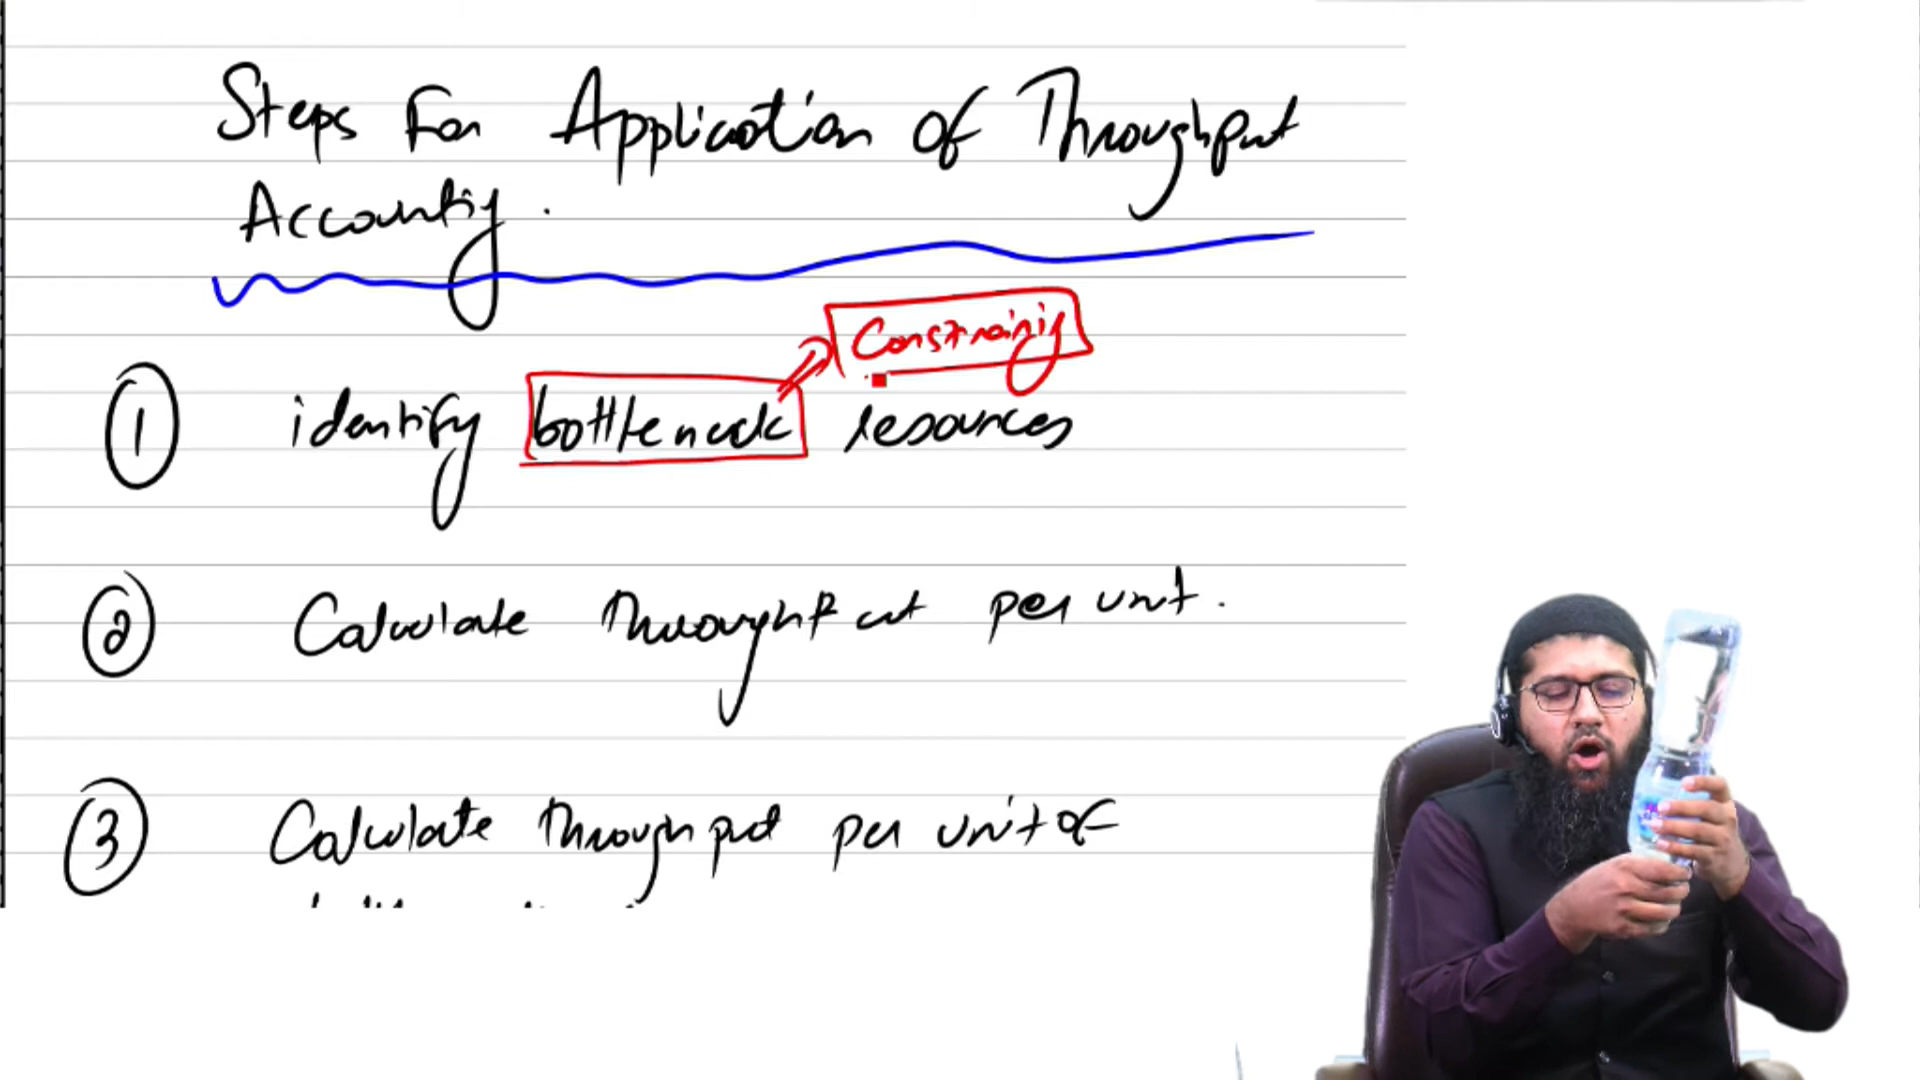 Steps For Application of Throughput
Accounting.
Constraining
① identify bottleneck resources
② Calculate Throughput per unit.
③ Calculate Throughput per unit of